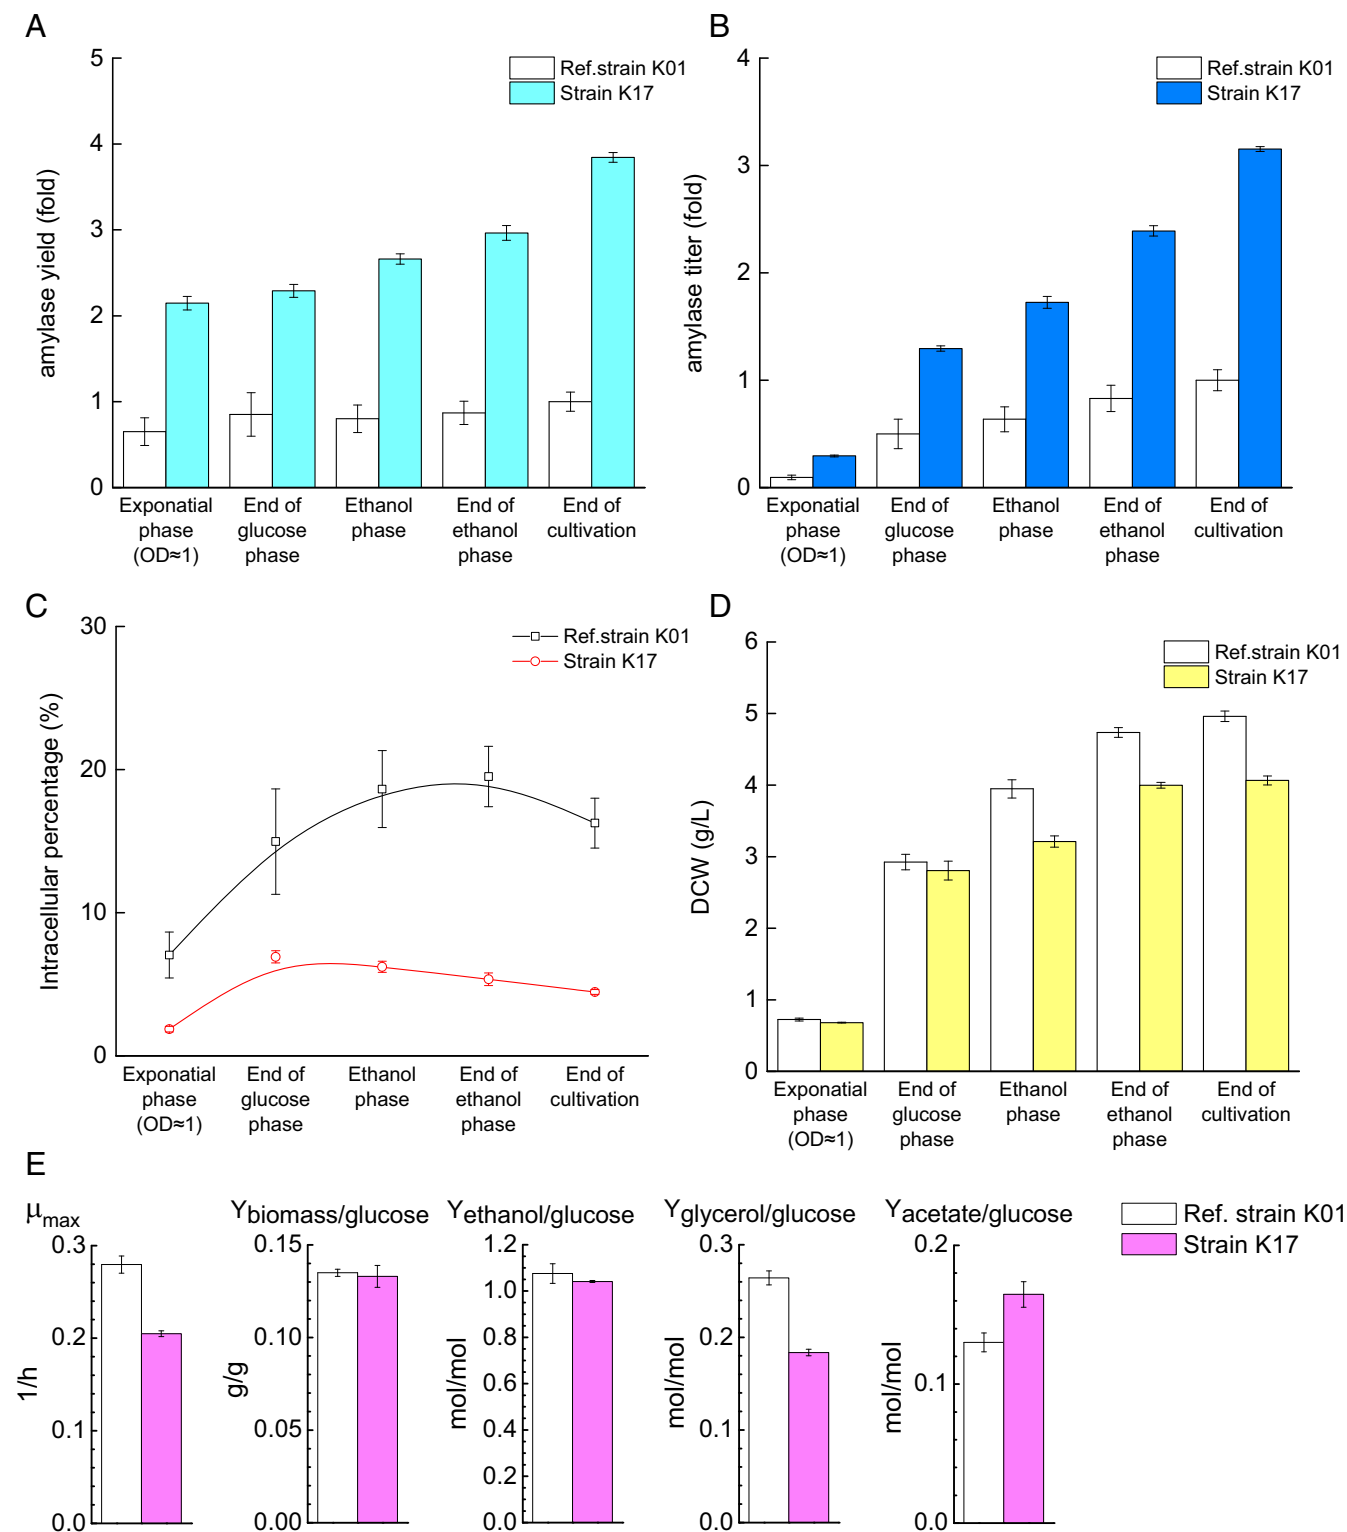 A
amylase yield (fold)
5
4
3
2
1
0
Ref.strain K01
Strain K17
Exponatial
phase
(OD≈1)
End of
glucose
phase
Ethanol
phase
End of
ethanol
phase
End of
cultivation
B
amylase titer (fold)
4
3
2
1
0
Ref.strain K01
Strain K17
Exponatial
phase
(OD≈1)
End of
glucose
phase
Ethanol
phase
End of
ethanol
phase
End of
cultivation
C
Intracellular percentage (%)
30
20
10
0
Ref.strain K01
Strain K17
Exponatial
phase
(OD≈1)
End of
glucose
phase
Ethanol
phase
End of
ethanol
phase
End of
cultivation
D
DCW (g/L)
6
5
4
3
2
1
0
Ref.strain K01
Strain K17
Exponatial
phase
(OD≈1)
End of
glucose
phase
Ethanol
phase
End of
ethanol
phase
End of
cultivation
E
μmax
1/h
0.3
0.2
0.1
0.0
Ybiomass/glucose
g/g
0.15
0.10
0.05
0.00
Yethanol/glucose
mol/mol
1.2
1.0
0.8
0.6
0.4
0.2
0.0
Yglycerol/glucose
mol/mol
0.3
0.2
0.1
0.0
Yacetate/glucose
mol/mol
0.2
0.1
0.0
Ref. strain K01
Strain K17